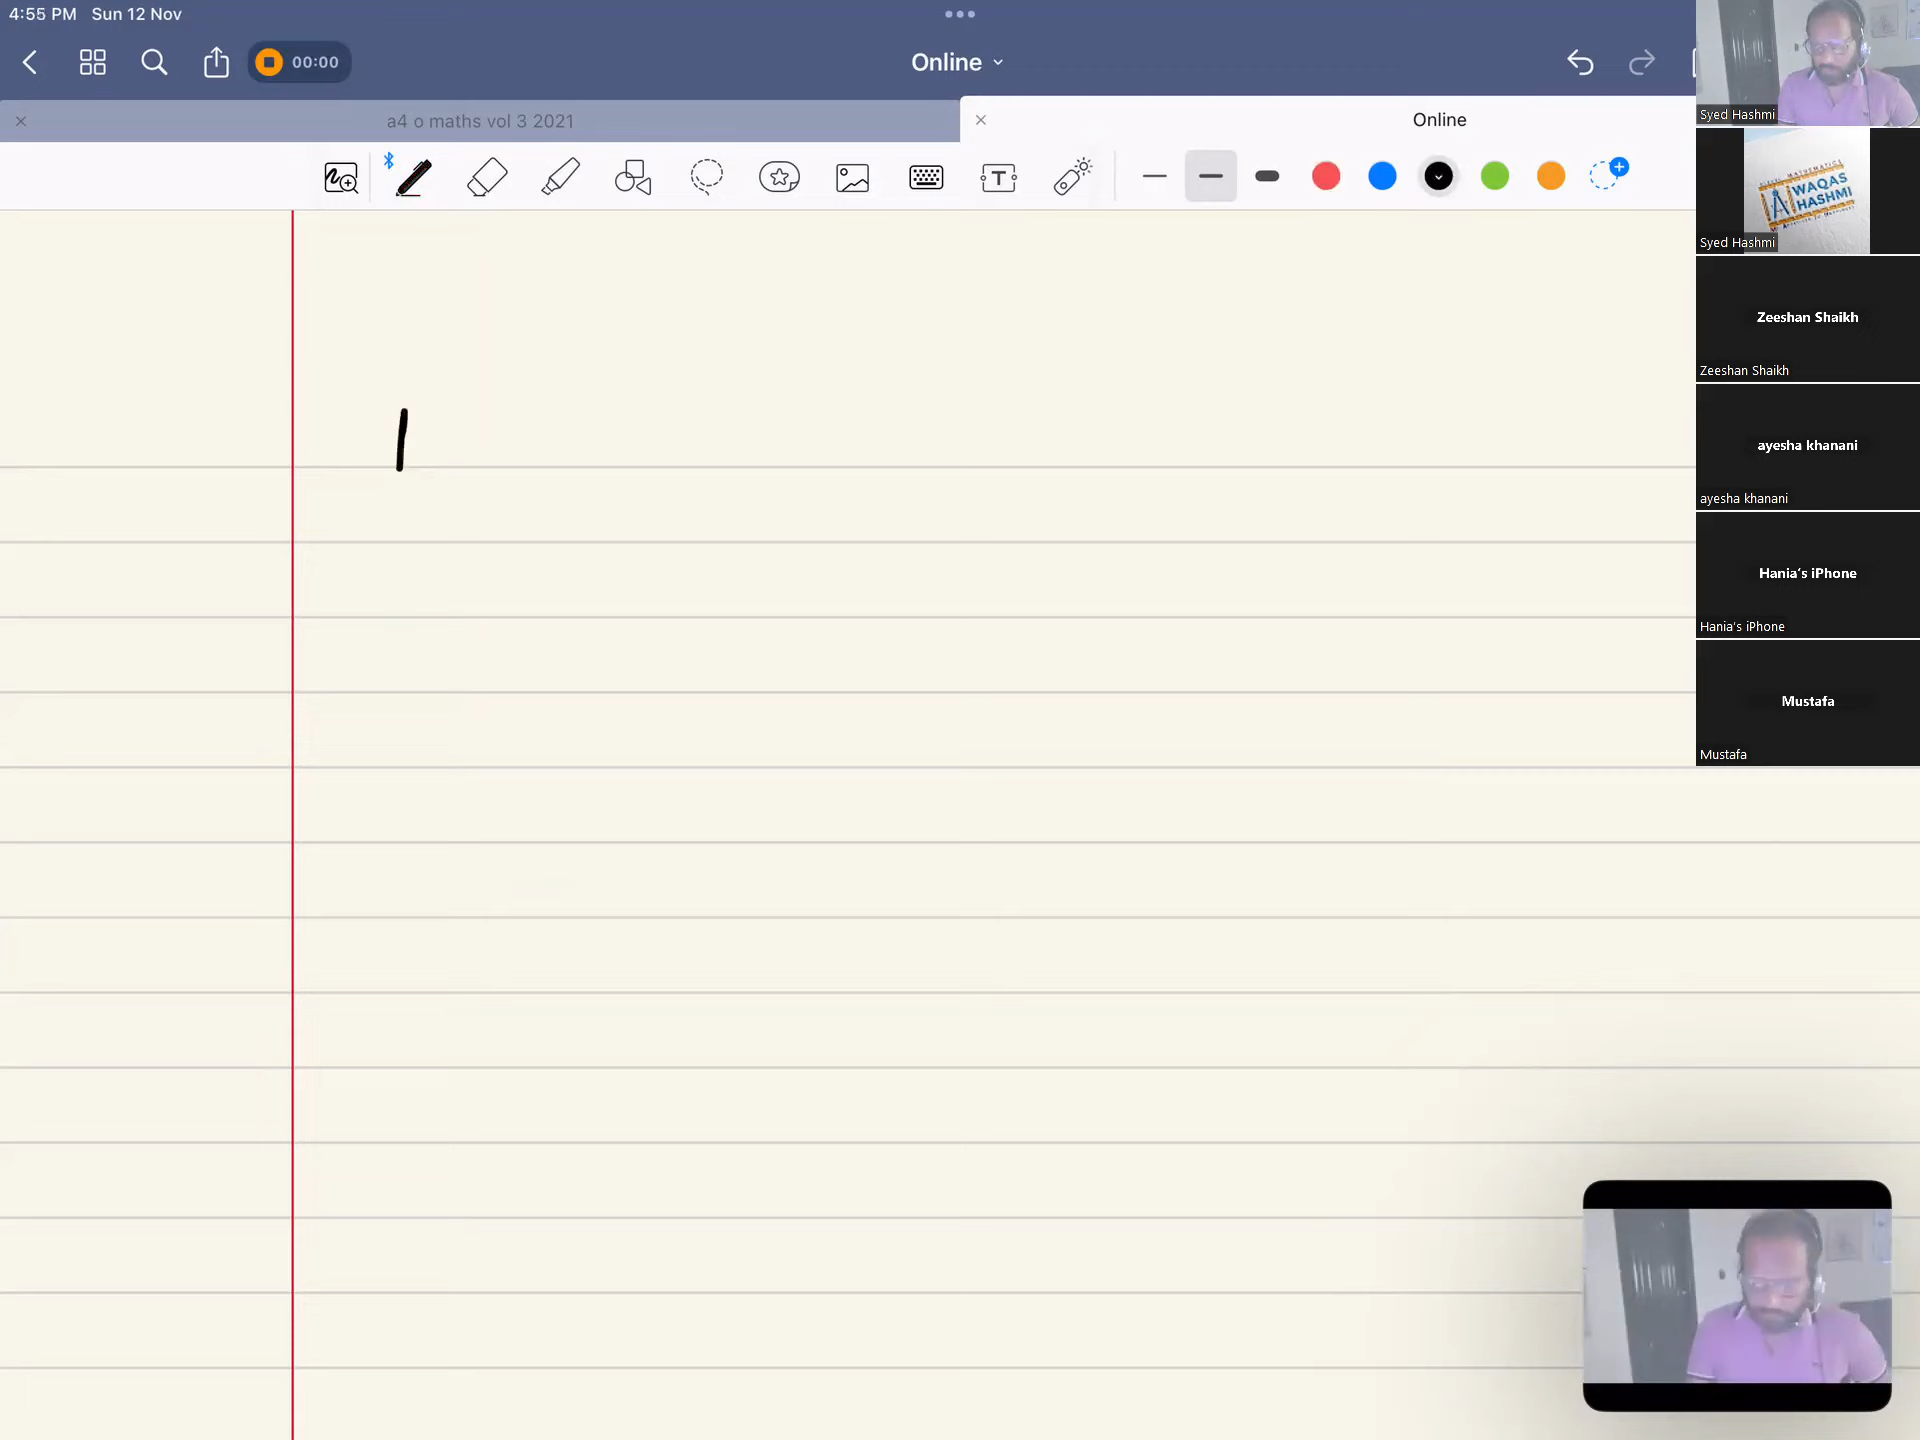 4:55 PM Sun 12 Nov
00:00
Online
a4 o maths vol 3 2021
Online
T
Syed Hashmi
WAQAS
HASHMI
Syed Hashmi
Zeeshan Shaikh
Zeeshan Shaikh
ayesha khanani
ayesha khanani
Hania's iPhone
Hania's iPhone
Mustafa
Mustafa